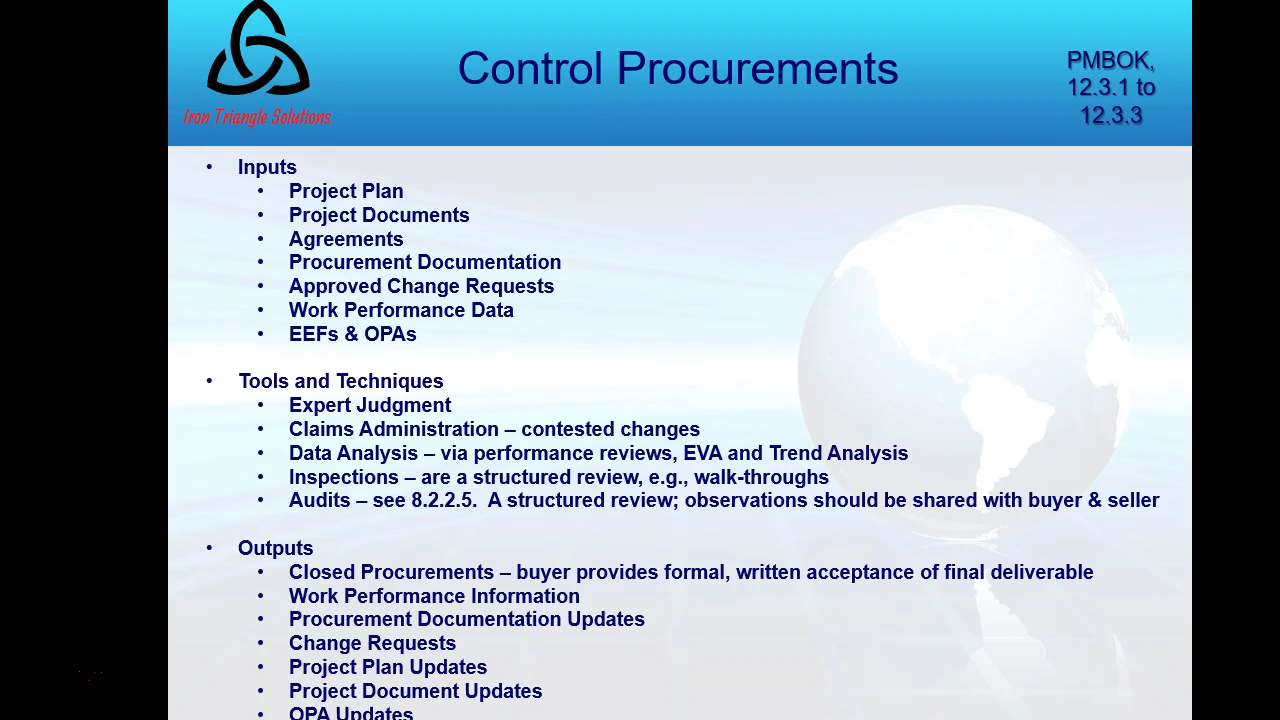 Iron Triangle Solutions
Control Procurements
PMBOK,
12.3.1 to
12.3.3
• Inputs
• Project Plan
• Project Documents
• Agreements
• Procurement Documentation
• Approved Change Requests
• Work Performance Data
• EEFs & OPAs
• Tools and Techniques
• Expert Judgment
• Claims Administration – contested changes
• Data Analysis – via performance reviews, EVA and Trend Analysis
• Inspections – are a structured review, e.g., walk-throughs
• Audits – see 8.2.2.5.  A structured review; observations should be shared with buyer & seller
• Outputs
• Closed Procurements – buyer provides formal, written acceptance of final deliverable
• Work Performance Information
• Procurement Documentation Updates
• Change Requests
• Project Plan Updates
• Project Document Updates
• OPA Updates